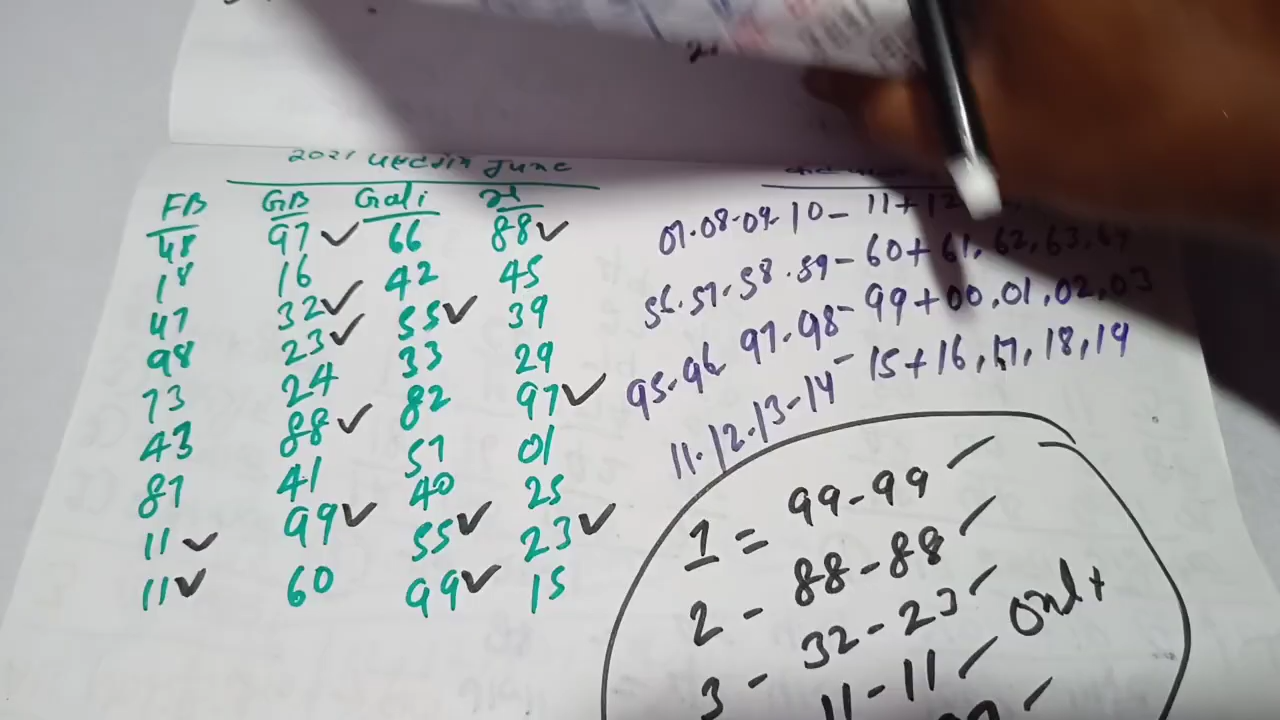 2021 June
FB GB Gali
48 97 ✓ 66 88 ✓
18 16 42 45
47 32 ✓ 55 ✓ 39
98 23 ✓ 33 29
73 24 82 97 ✓
43 88 ✓ 57 01
87 41 40 25
11 ✓ 99 ✓ 55 ✓ 23 ✓
11 ✓ 60 99 ✓ 15
07.08.09.10 - 11 + 12
56.57.58.59 - 60 + 61, 62, 63, 64
95.96 97.98 - 99 + 00, 01, 02, 03
11.12.13-14 - 15 + 16, 17, 18, 19
1 = 99-99
2 - 88-88
3 - 32-23
11-11